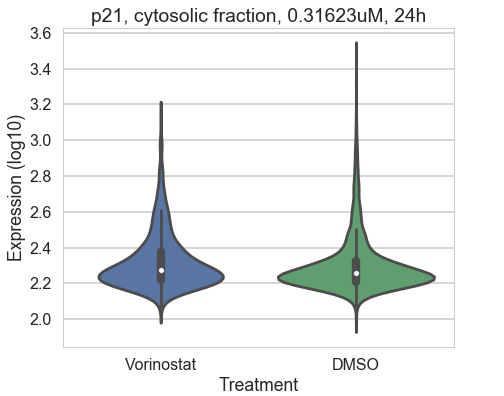 p21, cytosolic fraction, 0.31623uM, 24h
Expression (log10)
3.6
3.4
3.2
3.0
2.8
2.6
2.4
2.2
2.0
Vorinostat
DMSO
Treatment